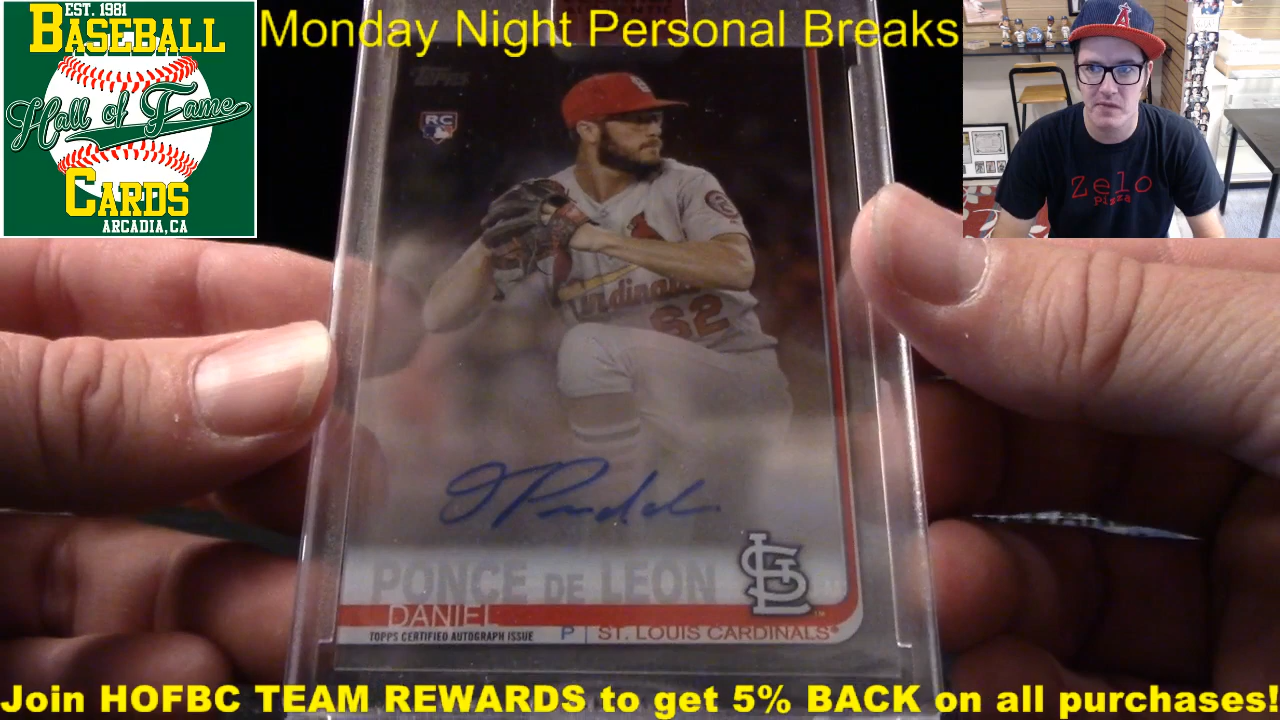 EST. 1981
BASEBALL
Hall of Fame
CARDS
ARCADIA, CA
Monday Night Personal Breaks
Zelo
Pizza
Topps
RC
Cardinals
62
PONCE DE LEON
DANIEL
TOPPS CERTIFIED AUTOGRAPH ISSUE P ST. LOUIS CARDINALS®
Join HOFBC TEAM REWARDS to get 5% BACK on all purchases!